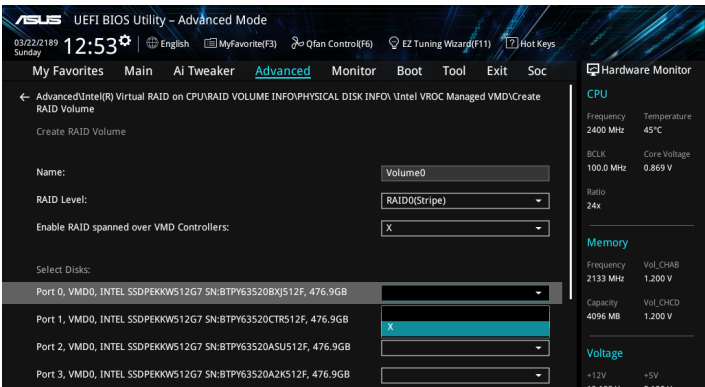 ASUS UEFI BIOS Utility – Advanced Mode
03/22/2189 Sunday 12:53 English MyFavorite(F3) Qfan Control(F6) EZ Tuning Wizard(F11) ? Hot Keys
My Favorites Main Ai Tweaker Advanced Monitor Boot Tool Exit Soc
← Advanced\Intel(R) Virtual RAID on CPU\RAID VOLUME INFO\PHYSICAL DISK INFO\ \Intel VROC Managed VMD\Create
RAID Volume
Create RAID Volume
Name: Volume0
RAID Level: RAID0(Stripe)
Enable RAID spanned over VMD Controllers: X
Select Disks:
Port 0, VMD0, INTEL SSDPEKKW512G7 SN:BTPY63520BXJ512F, 476.9GB
Port 1, VMD0, INTEL SSDPEKKW512G7 SN:BTPY63520CTR512F, 476.9GB
X
Port 2, VMD0, INTEL SSDPEKKW512G7 SN:BTPY63520ASU512F, 476.9GB
Port 3, VMD0, INTEL SSDPEKKW512G7 SN:BTPY63520A2K512F, 476.9GB
Hardware Monitor
CPU
Frequency Temperature
2400 MHz 45°C
BCLK Core Voltage
100.0 MHz 0.869 V
Ratio
24x
Memory
Frequency Vol_CHAB
2133 MHz 1.200 V
Capacity Vol_CHCD
4096 MB 1.200 V
Voltage
+12V +5V